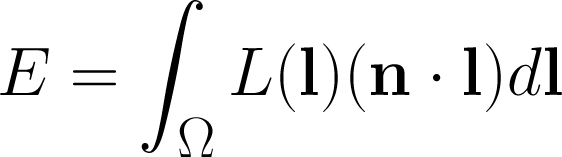 E = ∫_Ω L(𝐥)(𝐧 · 𝐥)d𝐥